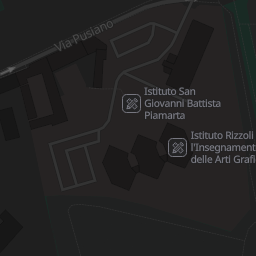 Via Pusiano
Istituto San
Giovanni Battista
Piamarta
Istituto Rizzoli
l'Insegnament
delle Arti Grafi